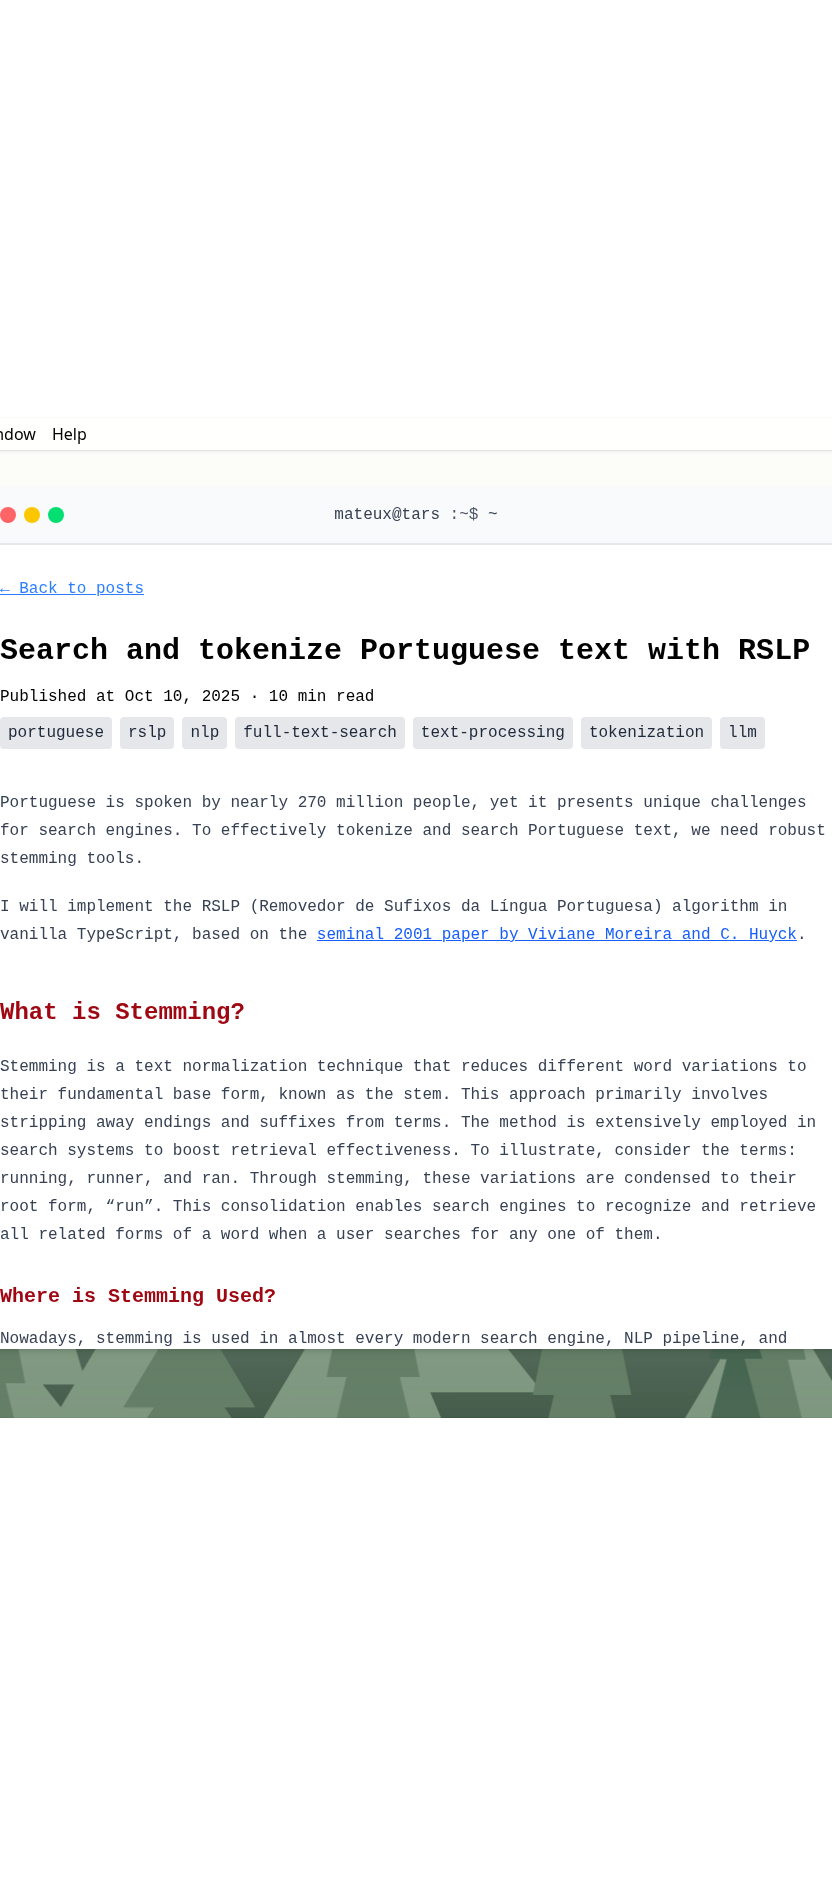 Help
mateux@tars :~$ ~
← Back to posts
Search and tokenize Portuguese text with RSLP
Published at Oct 10, 2025 · 10 min read
portuguese rslp nlp full-text-search text-processing tokenization llm
Portuguese is spoken by nearly 270 million people, yet it presents unique challenges
for search engines. To effectively tokenize and search Portuguese text, we need robust
stemming tools.
I will implement the RSLP (Removedor de Sufixos da Língua Portuguesa) algorithm in
vanilla TypeScript, based on the seminal 2001 paper by Viviane Moreira and C. Huyck.
What is Stemming?
Stemming is a text normalization technique that reduces different word variations to
their fundamental base form, known as the stem. This approach primarily involves
stripping away endings and suffixes from terms. The method is extensively employed in
search systems to boost retrieval effectiveness. To illustrate, consider the terms:
running, runner, and ran. Through stemming, these variations are condensed to their
root form, “run”. This consolidation enables search engines to recognize and retrieve
all related forms of a word when a user searches for any one of them.
Where is Stemming Used?
Nowadays, stemming is used in almost every modern search engine, NLP pipeline, and